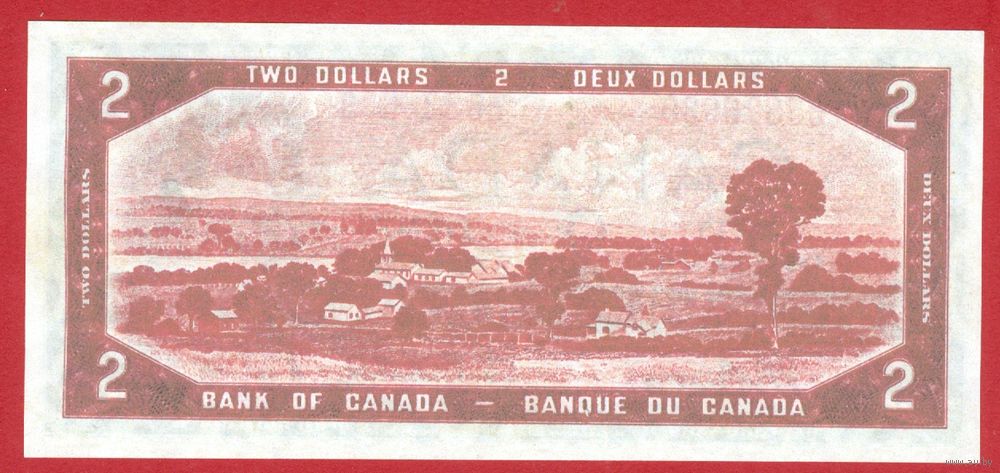 TWO DOLLARS 2 DEUX DOLLARS
2
2
TWO DOLLARS
DEUX DOLLARS
2
2
BANK OF CANADA — BANQUE DU CANADA